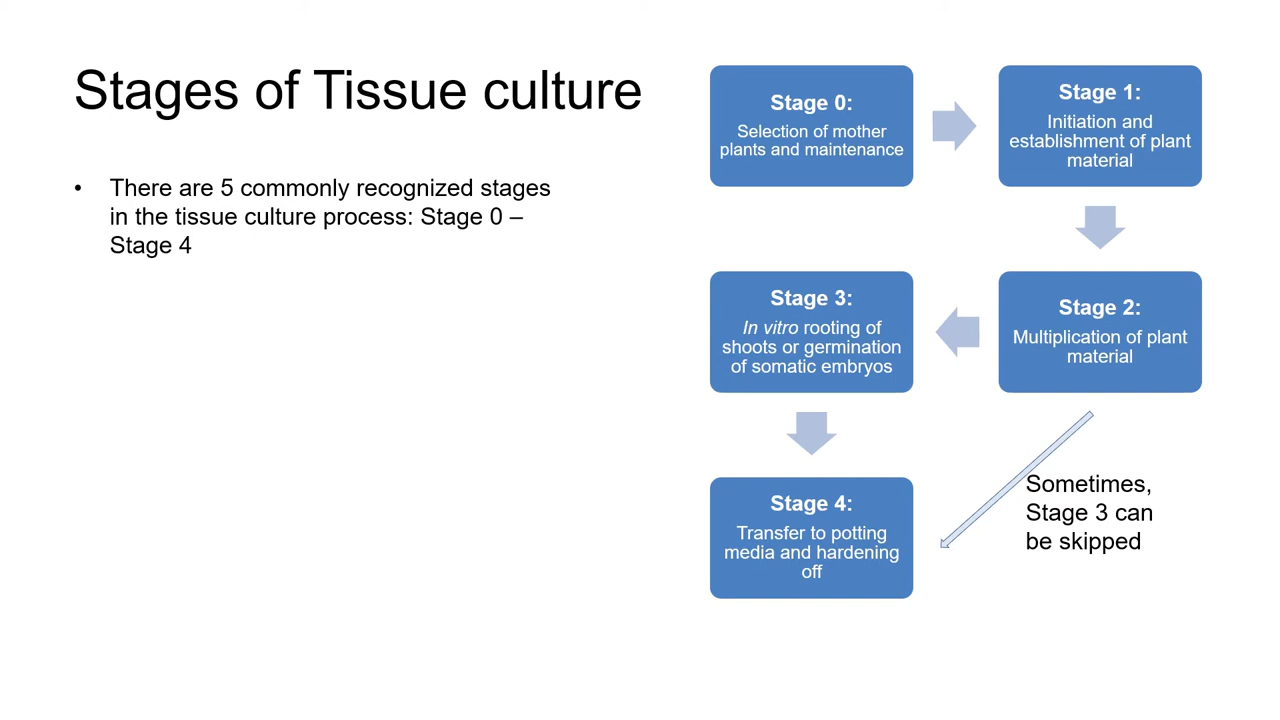 Stages of Tissue culture
• There are 5 commonly recognized stages
in the tissue culture process: Stage 0 –
Stage 4
Stage 0:
Selection of mother
plants and maintenance
Stage 1:
Initiation and
establishment of plant
material
Stage 2:
Multiplication of plant
material
Stage 3:
In vitro rooting of
shoots or germination
of somatic embryos
Stage 4:
Transfer to potting
media and hardening
off
Sometimes,
Stage 3 can
be skipped